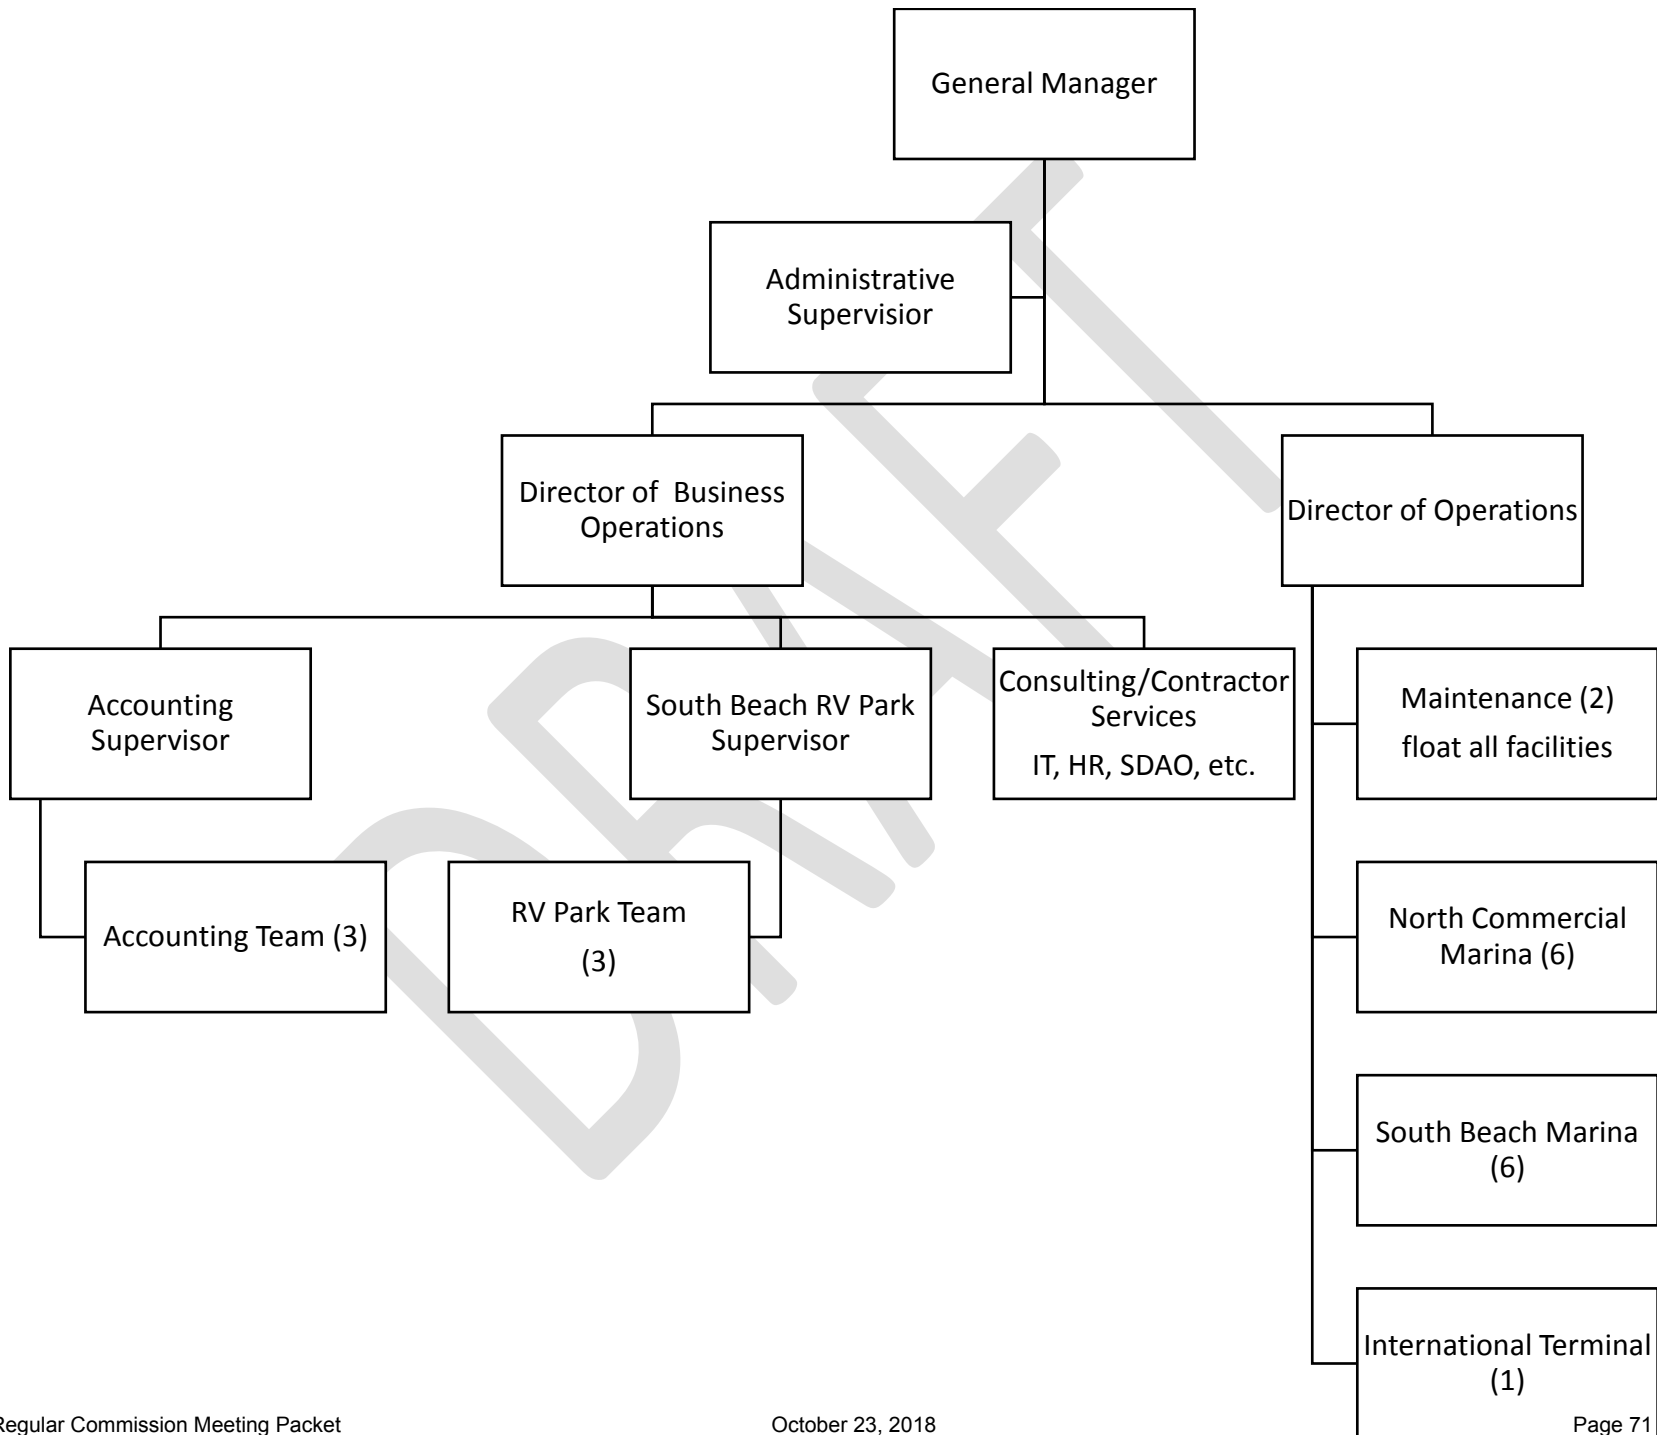 General Manager
Administrative
Supervisior
Director of Business
Operations
Director of Operations
Accounting
Supervisor
South Beach RV Park
Supervisor
Consulting/Contractor
Services
IT, HR, SDAO, etc.
Maintenance (2)
float all facilities
Accounting Team (3)
RV Park Team
(3)
North Commercial
Marina (6)
South Beach Marina
(6)
International Terminal
(1)
DRAFT
Regular Commission Meeting Packet
October 23, 2018
Page 71